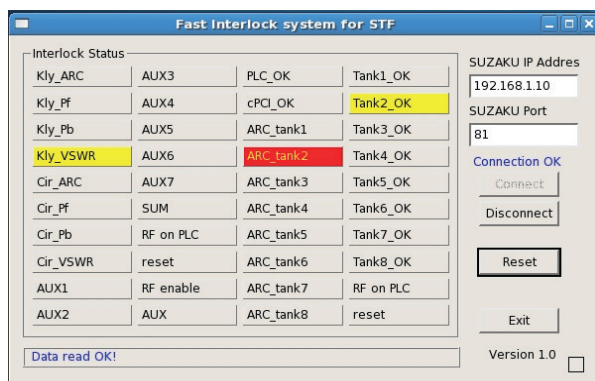 Fast Interlock system for STF
Interlock Status
Kly_ARC AUX3 PLC_OK Tank1_OK
Kly_Pf AUX4 cPCI_OK Tank2_OK
Kly_Pb AUX5 ARC_tank1 Tank3_OK
Kly_VSWR AUX6 ARC_tank2 Tank4_OK
Cir_ARC AUX7 ARC_tank3 Tank5_OK
Cir_Pf SUM ARC_tank4 Tank6_OK
Cir_Pb RF on PLC ARC_tank5 Tank7_OK
Cir_VSWR reset ARC_tank6 Tank8_OK
AUX1 RF enable ARC_tank7 RF on PLC
AUX2 AUX ARC_tank8 reset
Data read OK!
SUZAKU IP Addres
192.168.1.10
SUZAKU Port
81
Connection OK
Connect
Disconnect
Reset
Exit
Version 1.0